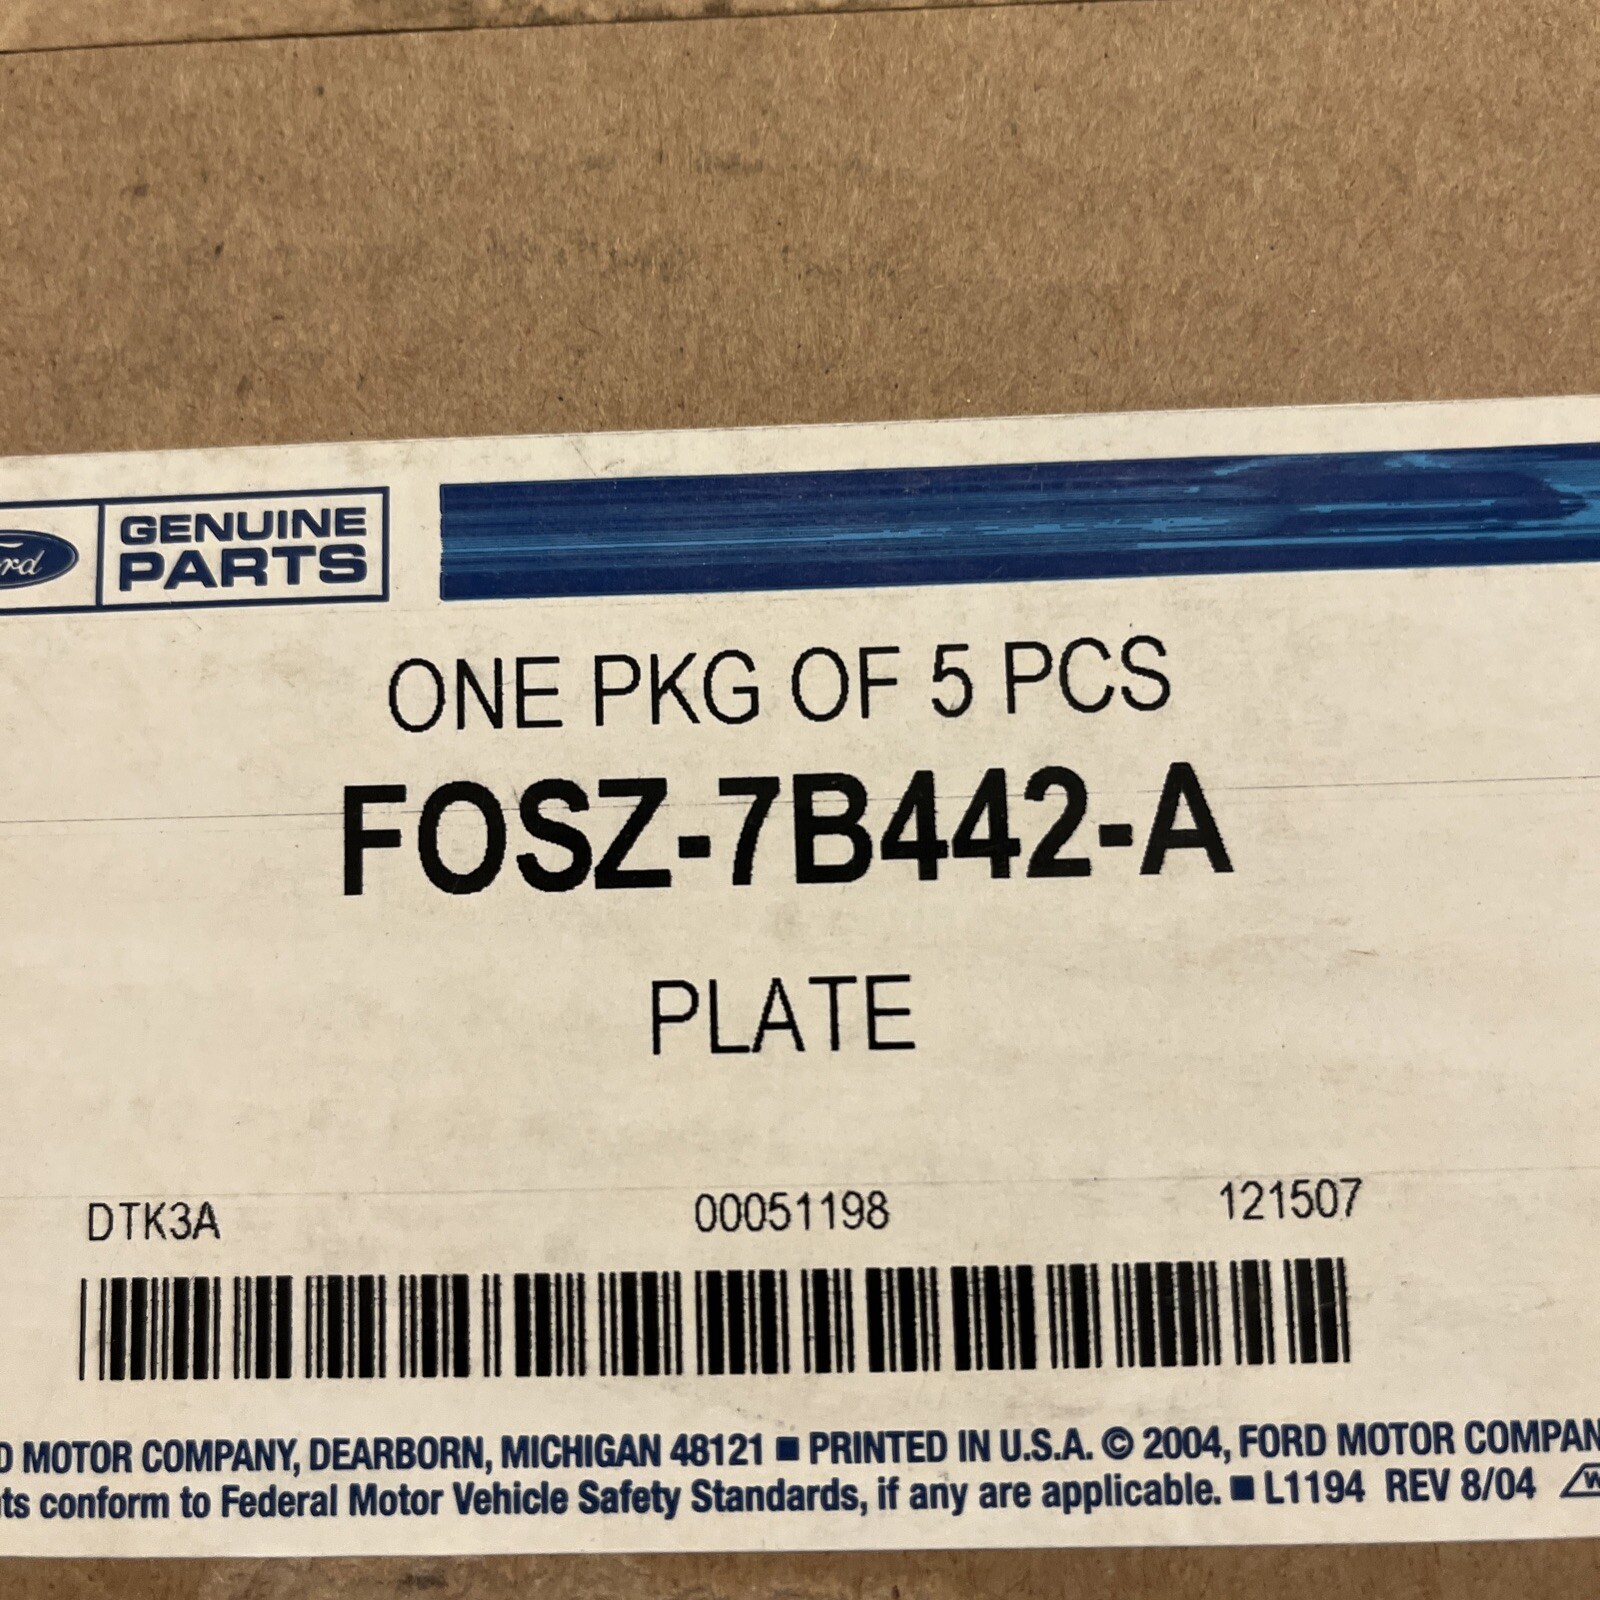 GENUINE
PARTS
ONE PKG OF 5 PCS
FOSZ-7B442-A
PLATE
DTK3A 00051198 121507
MOTOR COMPANY, DEARBORN, MICHIGAN 48121 ■ PRINTED IN U.S.A. © 2004, FORD MOTOR
conform to Federal Motor Vehicle Safety Standards, if any are applicable. ■ L1194 REV 8/04